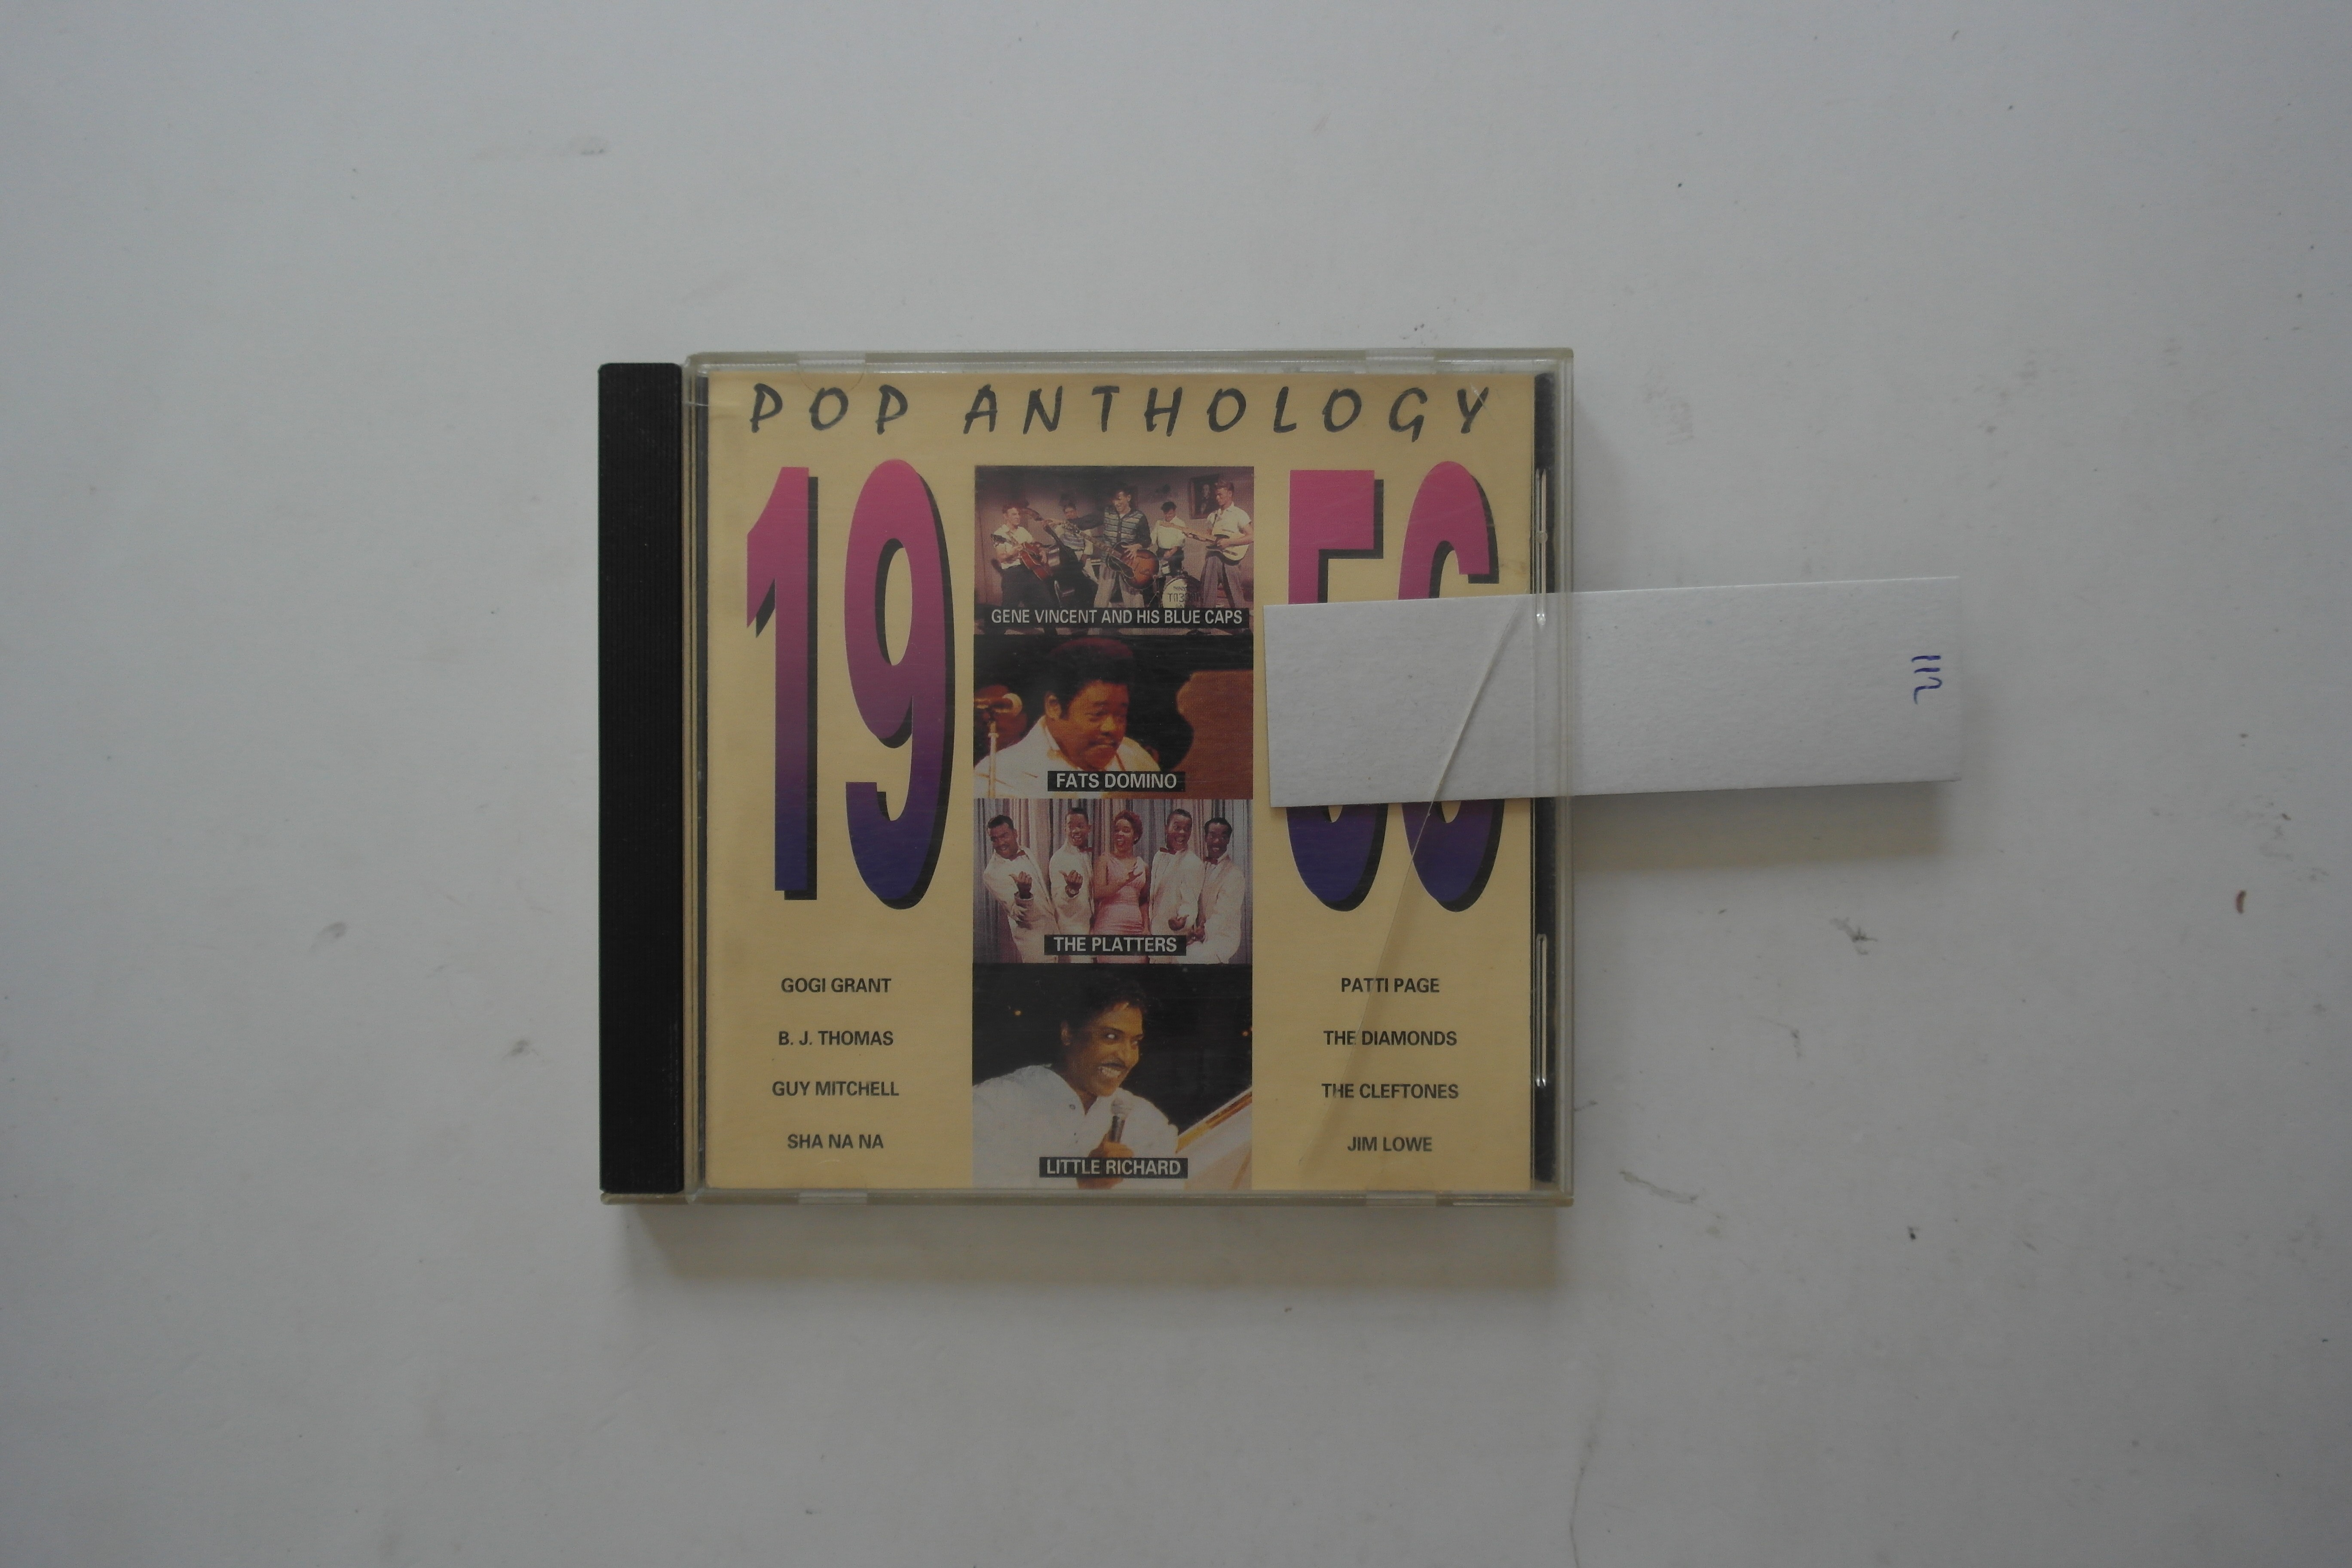 POP ANTHOLOGY
1956
GENE VINCENT AND HIS BLUE CAPS
FATS DOMINO
THE PLATTERS
LITTLE RICHARD
GOGI GRANT
B. J. THOMAS
GUY MITCHELL
SHA NA NA
PATTI PAGE
THE DIAMONDS
THE CLEFTONES
JIM LOWE